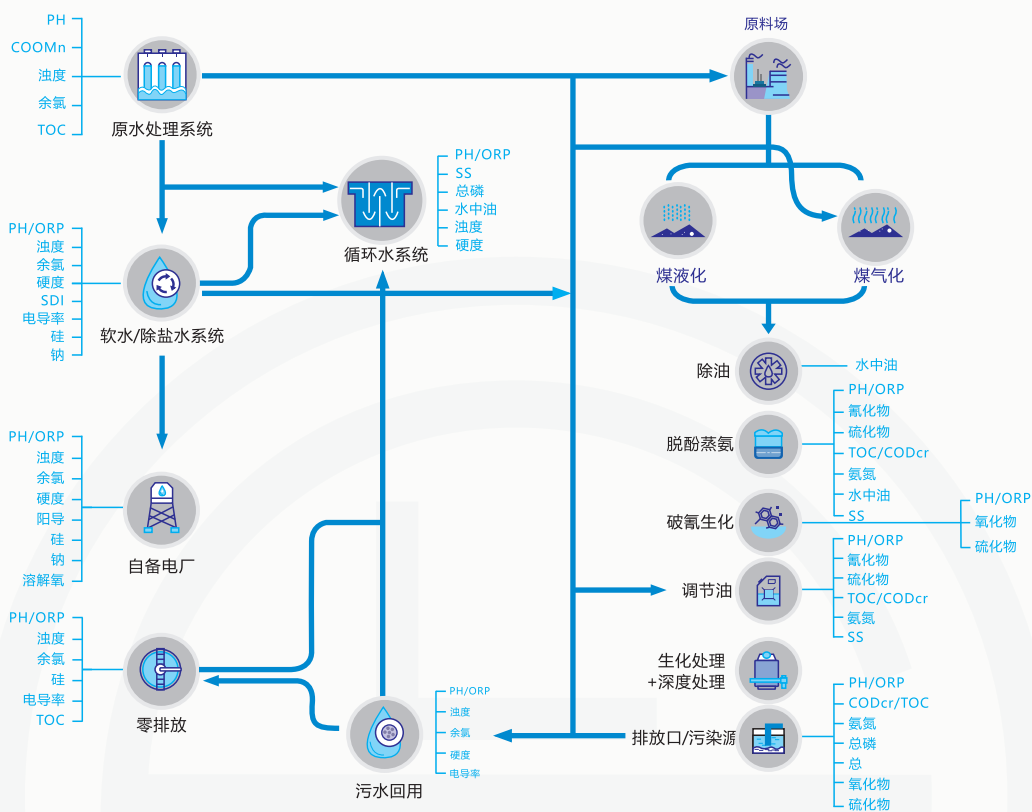 PH
COOMn
浊度
余氯
TOC
原水处理系统
原料场
PH/ORP
SS
总磷
水中油
浊度
硬度
循环水系统
煤液化
煤气化
PH/ORP
浊度
余氯
硬度
SDI
电导率
硅
钠
软水/除盐水系统
除油
水中油
脱酚蒸氨
PH/ORP
氰化物
硫化物
TOC/CODcr
氨氮
水中油
SS
PH/ORP
浊度
余氯
硬度
阳导
硅
钠
溶解氧
自备电厂
破氰生化
PH/ORP
氧化物
硫化物
调节油
PH/ORP
氰化物
硫化物
TOC/CODcr
氨氮
SS
PH/ORP
浊度
余氯
硅
电导率
TOC
零排放
生化处理
+深度处理
PH/ORP
浊度
余氯
硬度
电导率
污水回用
排放口/污染源
PH/ORP
CODcr/TOC
氨氮
总磷
总
氧化物
硫化物